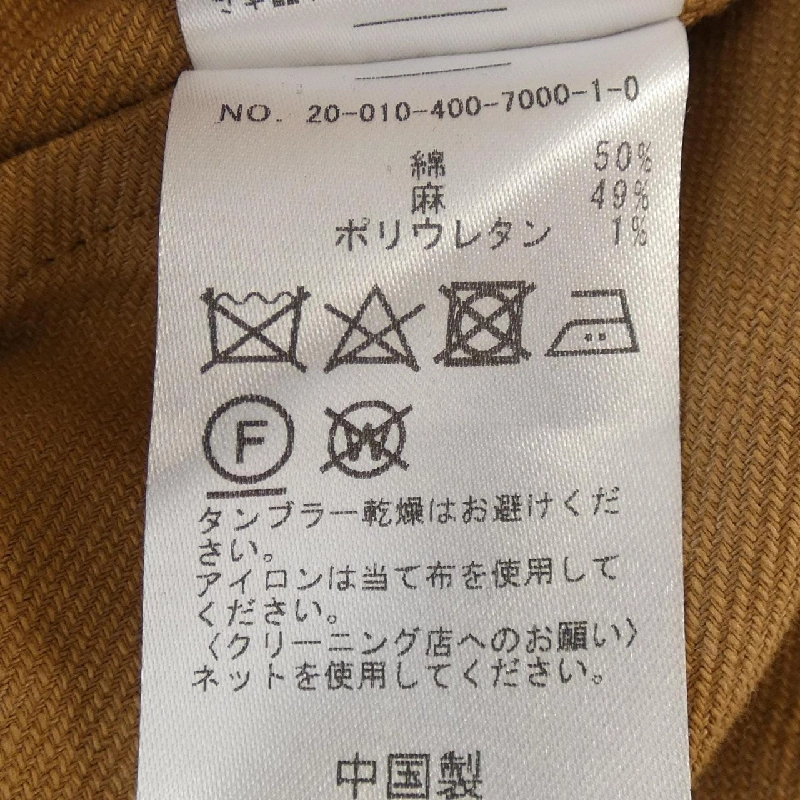 NO. 20-010-400-7000-1-0
綿 50%
麻 49%
ポリウレタン 1%
F
W
タンブラー乾燥はお避けくだ
さい。
アイロンは当て布を使用して
ください。
〈クリーニング店へのお願い〉
ネットを使用してください。
中国製